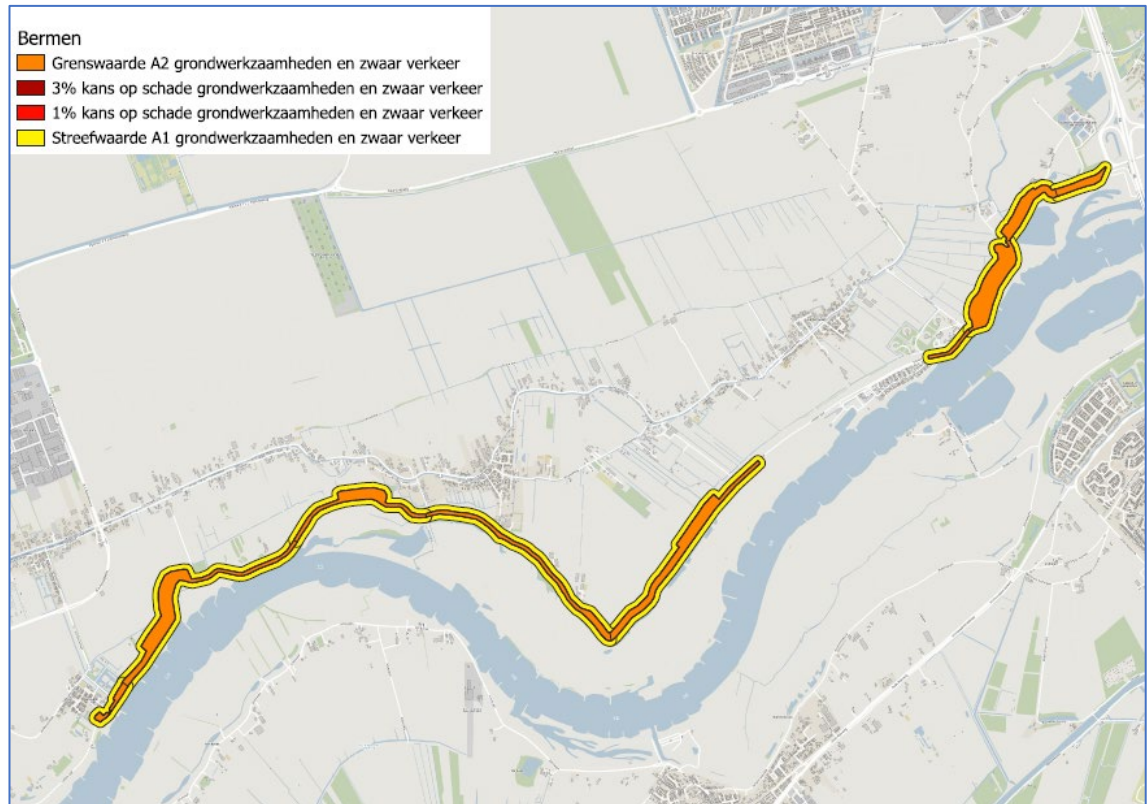 Bermen
Grenswaarde A2 grondwerkzaamheden en zwaar verkeer
3% kans op schade grondwerkzaamheden en zwaar verkeer
1% kans op schade grondwerkzaamheden en zwaar verkeer
Streefwaarde A1 grondwerkzaamheden en zwaar verkeer